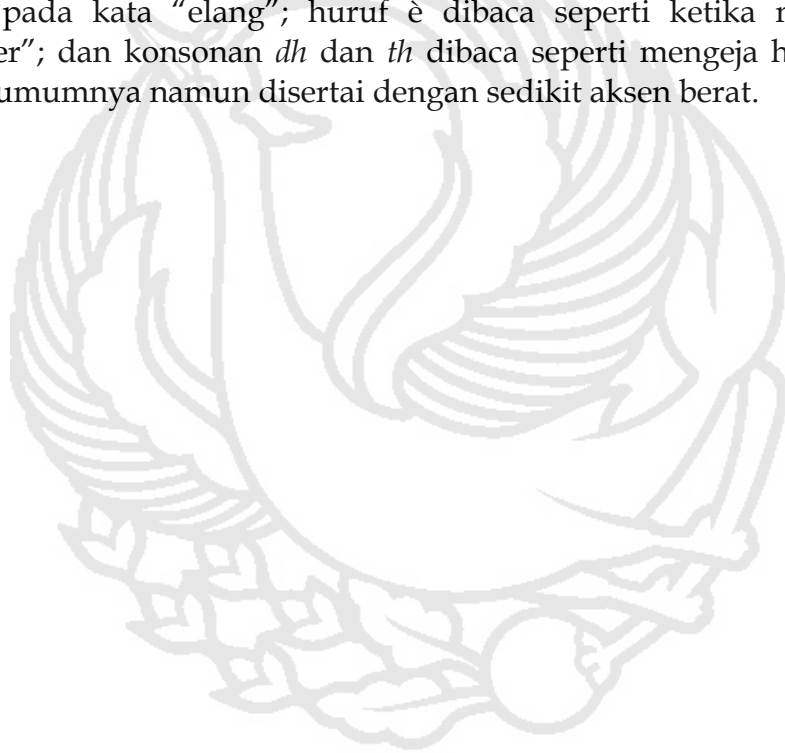 pada kata “elang”; huruf è dibaca seperti ketika
er”; dan konsonan dh dan th dibaca seperti mengeja
umumnya namun disertai dengan sedikit aksen berat.